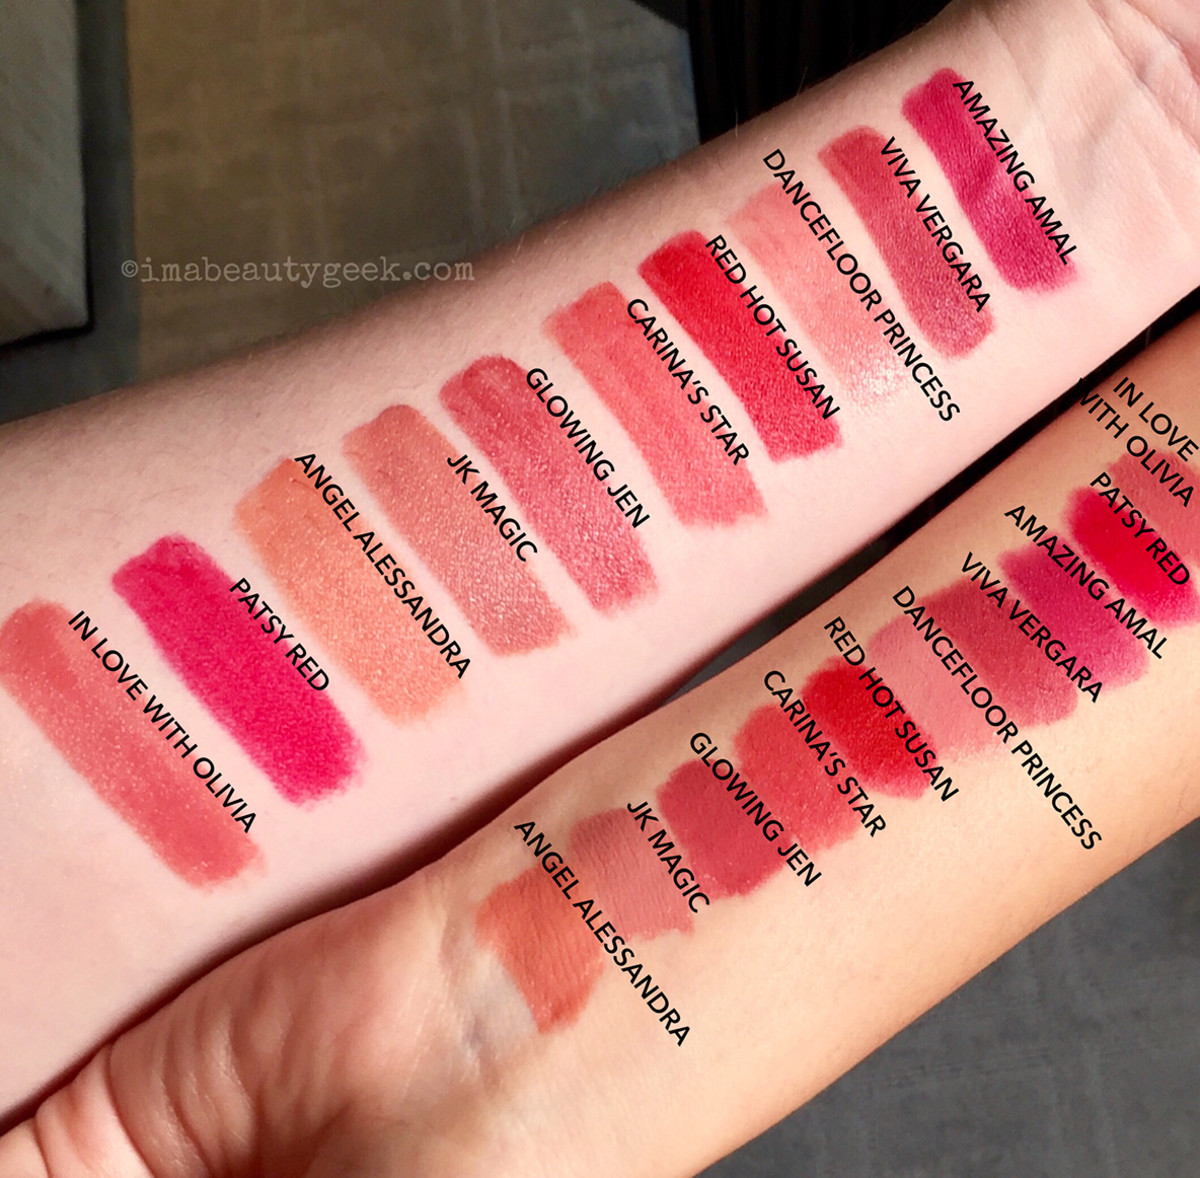 ©imabeautygeek.com
AMAZING AMAL
VIVA VERGARA
DANCEFLOOR PRINCESS
RED HOT SUSAN
CARINA'S STAR
GLOWING JEN
JK MAGIC
ANGEL ALESSANDRA
PATSY RED
IN LOVE WITH OLIVIA
IN LOVE
WITH OLIVIA
PATSY RED
AMAZING AMAL
VIVA VERGARA
DANCEFLOOR PRINCESS
RED HOT SUSAN
CARINA'S STAR
GLOWING JEN
JK MAGIC
ANGEL ALESSANDRA